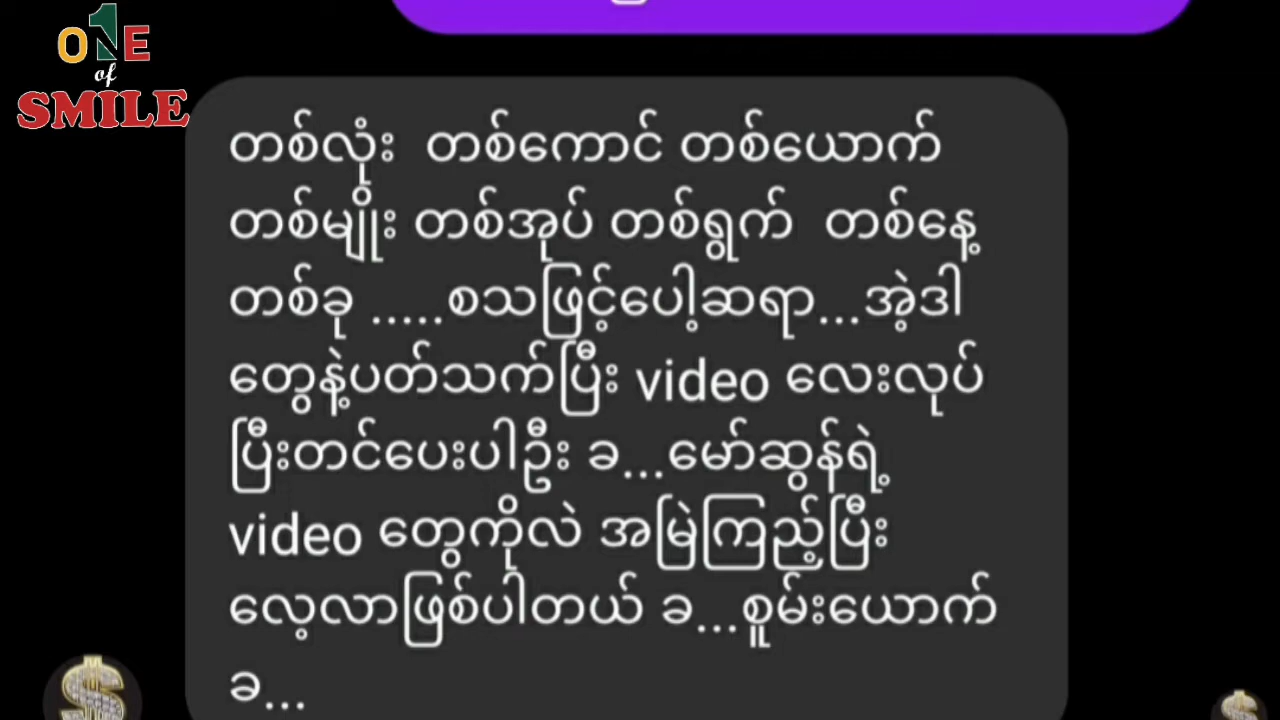 ONE
of
SMILE
တစ်လုံး တစ်ကောင် တစ်ယောက်
တစ်မျိုး တစ်အုပ် တစ်ရွက် တစ်နေ့
တစ်ခု .....စသဖြင့်ပေါ့ဆရာ...အဲ့ဒါ
တွေနဲ့ပတ်သက်ပြီး video လေးလုပ်
ပြီးတင်ပေးပါဦး ခ...မော်ဆွန်ရဲ့
video တွေကိုလဲ အမြဲကြည့်ပြီး
လေ့လာဖြစ်ပါတယ် ခ...စူမ်းယောက်
ခ...